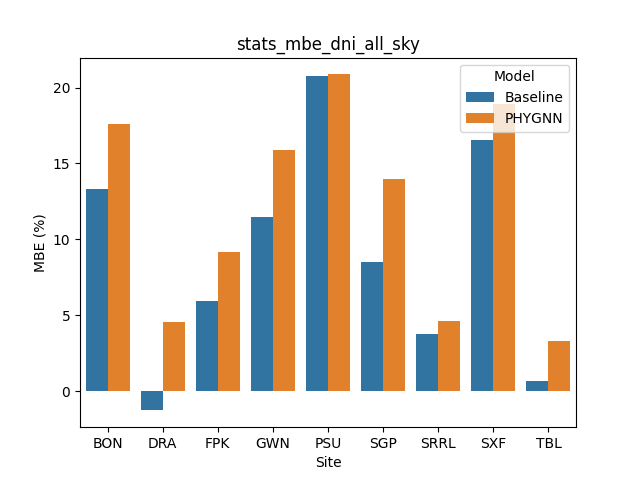 stats_mbe_dni_all_sky
Model
Baseline
PHYGNN
MBE (%)
20
15
10
5
0
BON DRA FPK GWN PSU SGP SRRL SXF TBL
Site